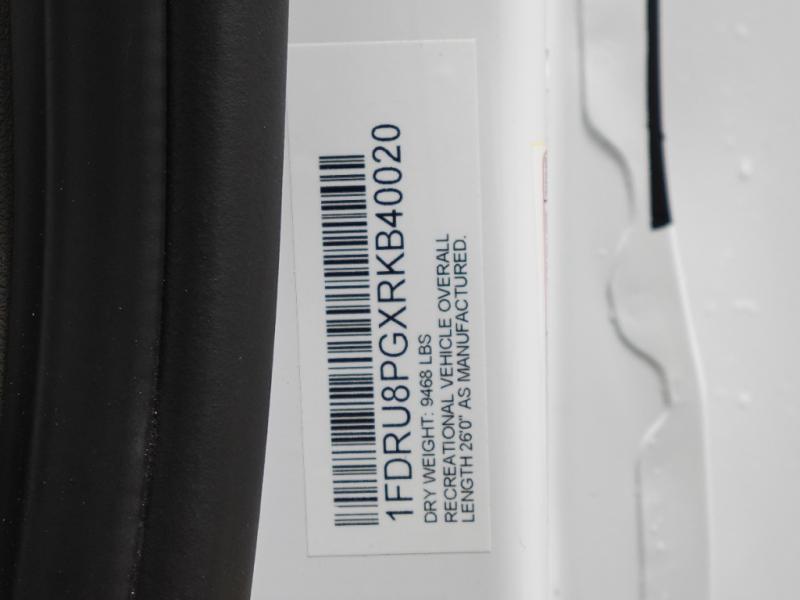 1FDRU8PGXRKB40020
DRY WEIGHT: 9468 LBS
RECREATIONAL VEHICLE OVERALL
LENGTH 26'0" AS MANUFACTURED.